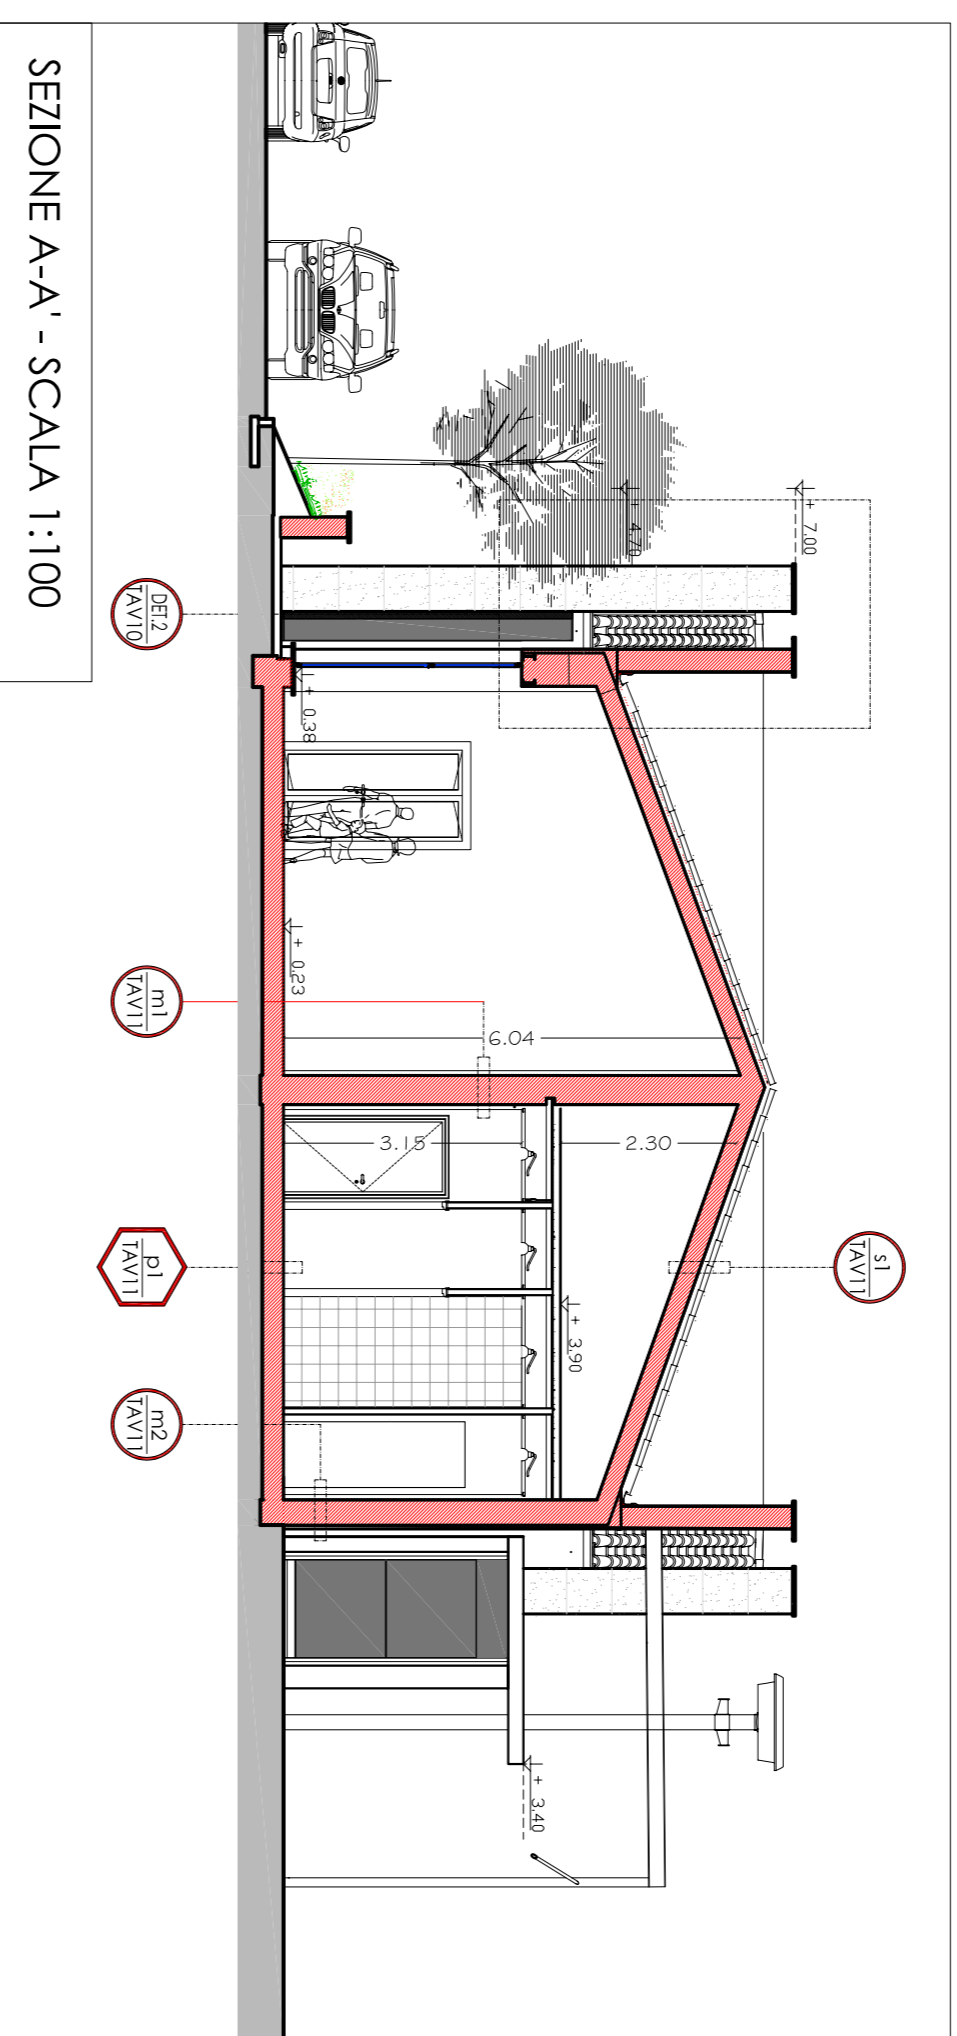 + 7.00
+ 4.70
s1
TAV11
6.04
2.30
3.15
+ 3.90
+ 3.40
+ 0.38
+ 0.23
DET.2
TAV10
m1
TAV11
p1
TAV11
m2
TAV11
SEZIONE A-A' - SCALA 1:100